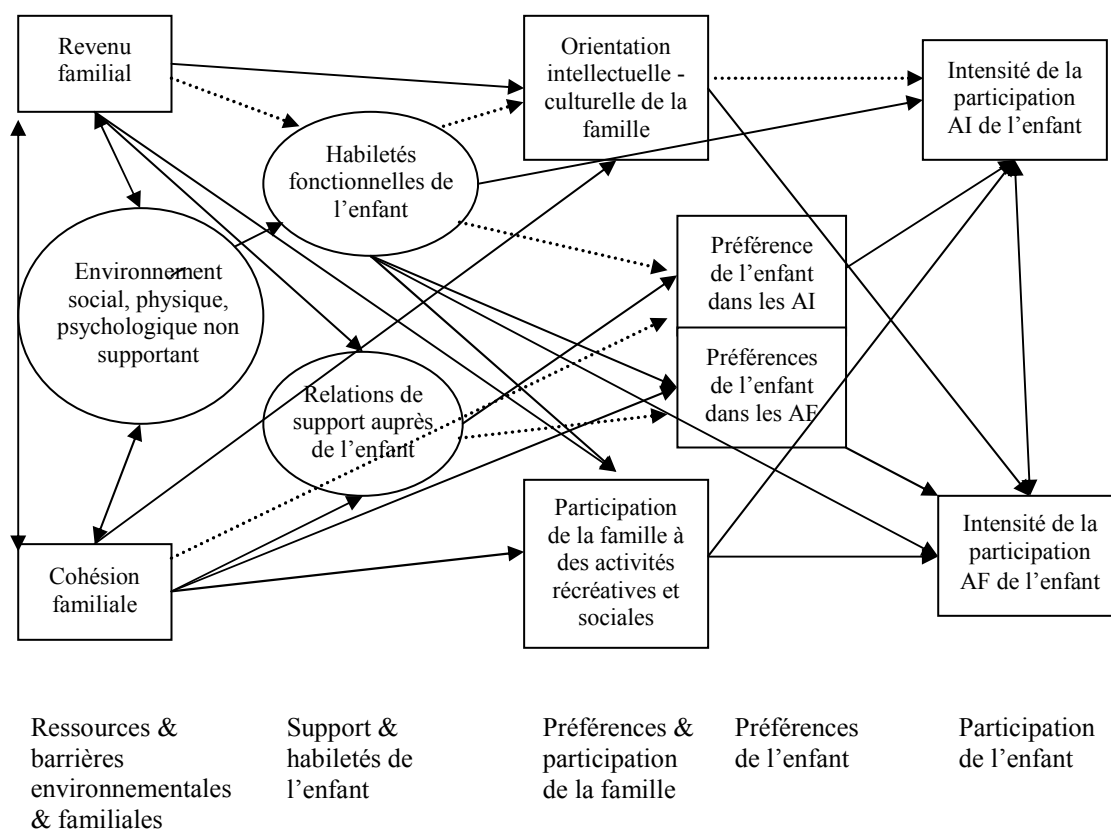 Revenu
familial
Orientation
intellectuelle -
culturelle de la
famille
Intensité de la
participation
AI de l’enfant
Habiletés
fonctionnelles de
l’enfant
Environnement
social, physique,
psychologique non
supportant
Préférence
de l’enfant
dans les AI
Préférences
de l’enfant
dans les AF
Relations de
support auprès
de l’enfant
Cohésion
familiale
Participation
de la famille à
des activités
récréatives et
sociales
Intensité de la
participation
AF de l’enfant
Ressources &
barrières
environnementales
& familiales
Support &
habiletés de
l’enfant
Préférences &
participation
de la famille
Préférences
de l’enfant
Participation
de l’enfant